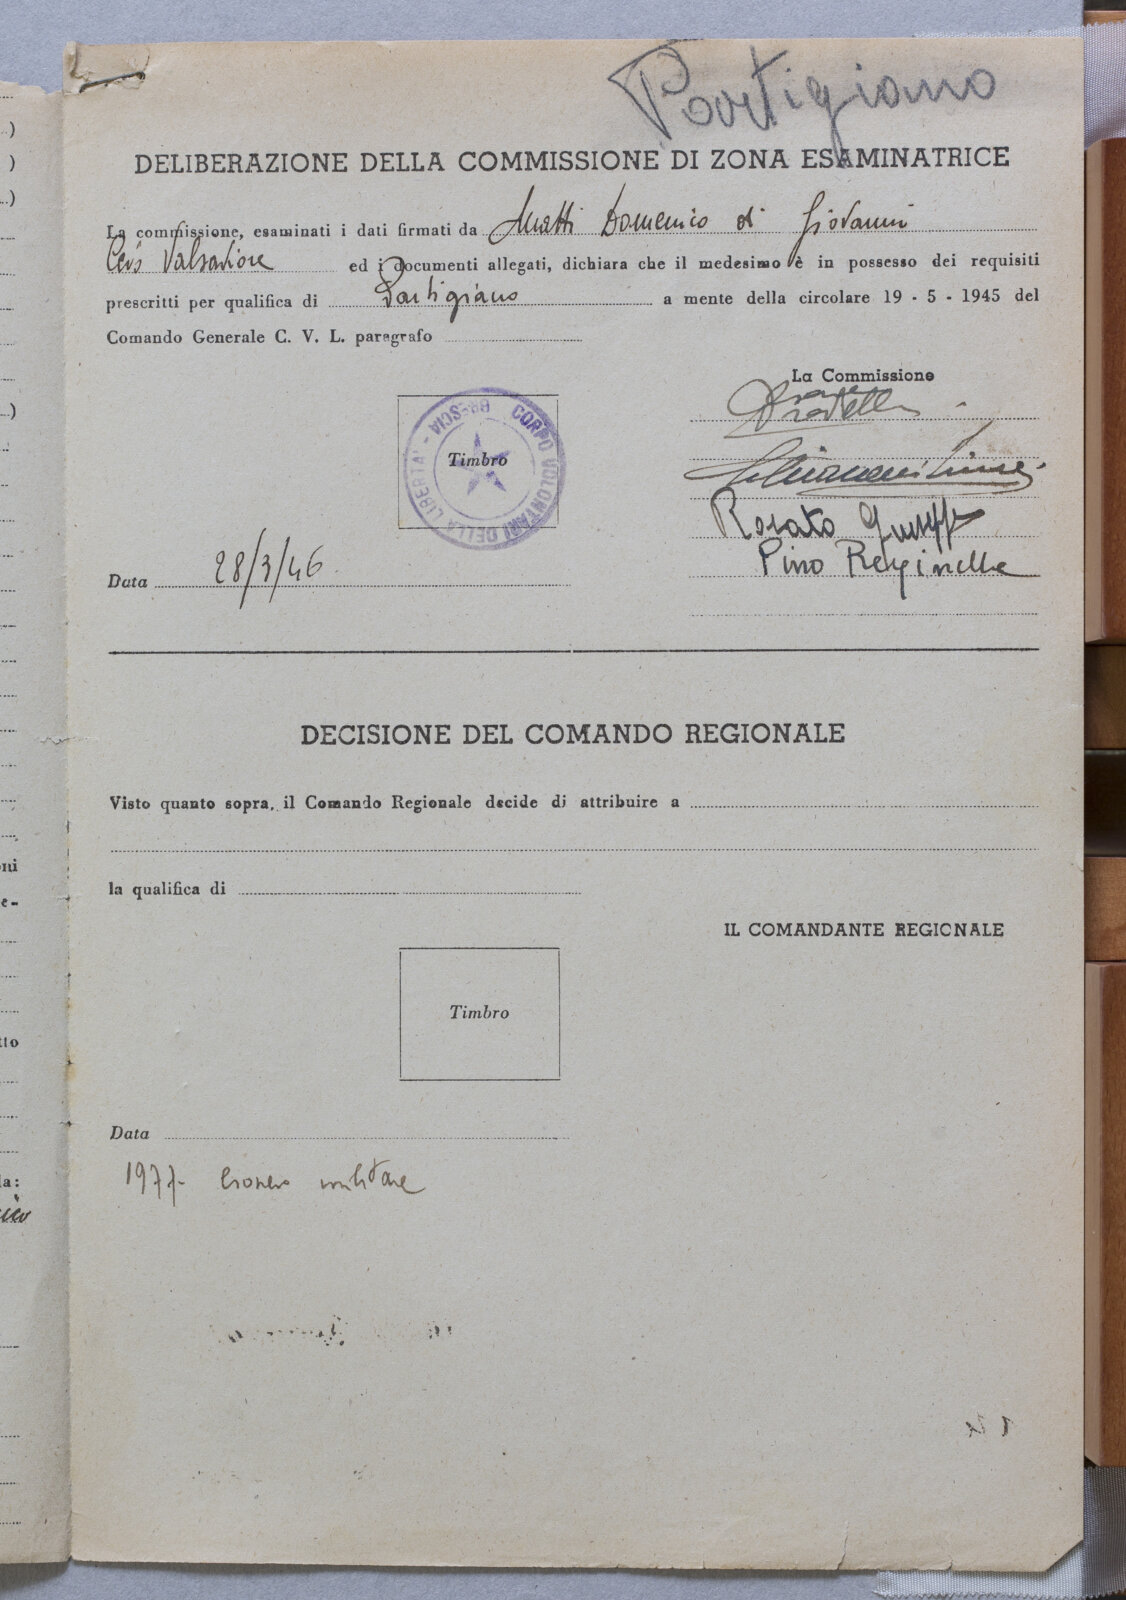 Partigiano
DELIBERAZIONE DELLA COMMISSIONE DI ZONA ESAMINATRICE
La commissione, esaminati i dati firmati da Matti Domenico di Giovanni
Cevo Valsaviore ed i documenti allegati, dichiara che il medesimo è in possesso dei requisiti
prescritti per qualifica di Partigiano a mente della circolare 19 - 5 - 1945 del
Comando Generale C. V. L. paragrafo
La Commissione
CORPO VOLONTARI DELLA LIBERTA' - BRESCIA
Timbro
Rosato Giuseppe
Pino Reginella
Data 28/3/46
DECISIONE DEL COMANDO REGIONALE
Visto quanto sopra, il Comando Regionale decide di attribuire a
la qualifica di
IL COMANDANTE REGIONALE
Timbro
Data
1977- Esonero militare